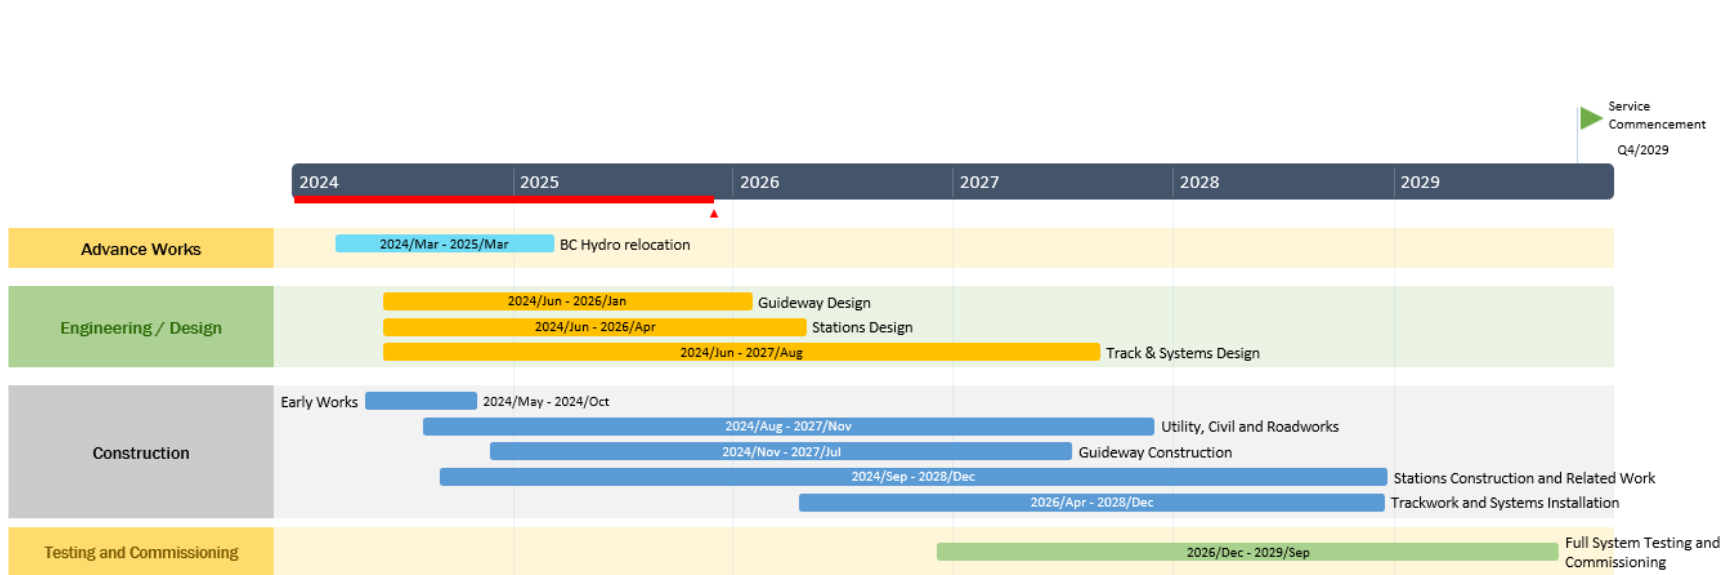 Service
Commencement
Q4/2029
2024 2025 2026 2027 2028 2029
Advance Works
2024/Mar - 2025/Mar BC Hydro relocation
Engineering / Design
2024/Jun - 2026/Jan Guideway Design
2024/Jun - 2026/Apr Stations Design
2024/Jun - 2027/Aug Track & Systems Design
Construction
Early Works 2024/May - 2024/Oct
2024/Aug - 2027/Nov Utility, Civil and Roadworks
2024/Nov - 2027/Jul Guideway Construction
2024/Sep - 2028/Dec Stations Construction and Related Work
2026/Apr - 2028/Dec Trackwork and Systems Installation
Testing and Commissioning
2026/Dec - 2029/Sep Full System Testing and
Commissioning